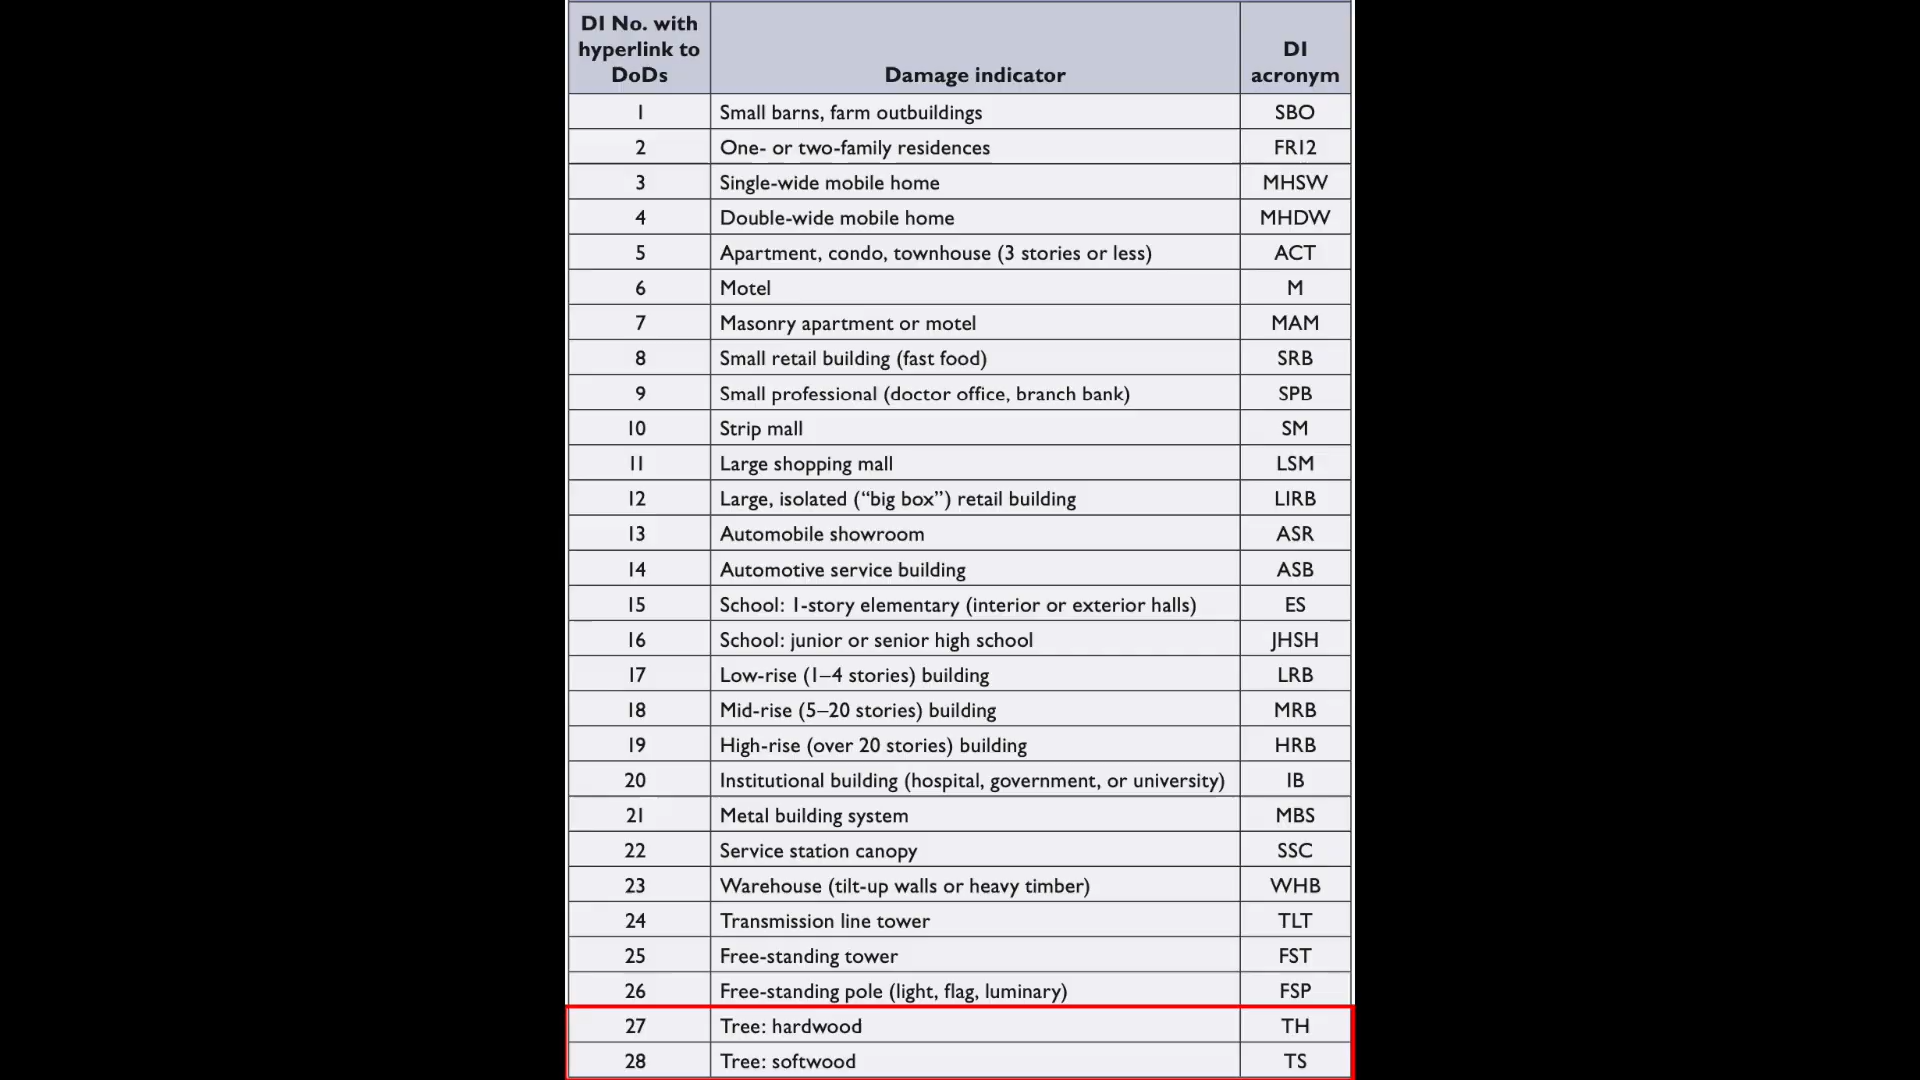 DI No. with
hyperlink to
DoDs
Damage indicator
DI
acronym
1 Small barns, farm outbuildings SBO
2 One- or two-family residences FR12
3 Single-wide mobile home MHSW
4 Double-wide mobile home MHDW
5 Apartment, condo, townhouse (3 stories or less) ACT
6 Motel M
7 Masonry apartment or motel MAM
8 Small retail building (fast food) SRB
9 Small professional (doctor office, branch bank) SPB
10 Strip mall SM
11 Large shopping mall LSM
12 Large, isolated (“big box”) retail building LIRB
13 Automobile showroom ASR
14 Automotive service building ASB
15 School: 1-story elementary (interior or exterior halls) ES
16 School: junior or senior high school JHSH
17 Low-rise (1–4 stories) building LRB
18 Mid-rise (5–20 stories) building MRB
19 High-rise (over 20 stories) building HRB
20 Institutional building (hospital, government, or university) IB
21 Metal building system MBS
22 Service station canopy SSC
23 Warehouse (tilt-up walls or heavy timber) WHB
24 Transmission line tower TLT
25 Free-standing tower FST
26 Free-standing pole (light, flag, luminary) FSP
27 Tree: hardwood TH
28 Tree: softwood TS